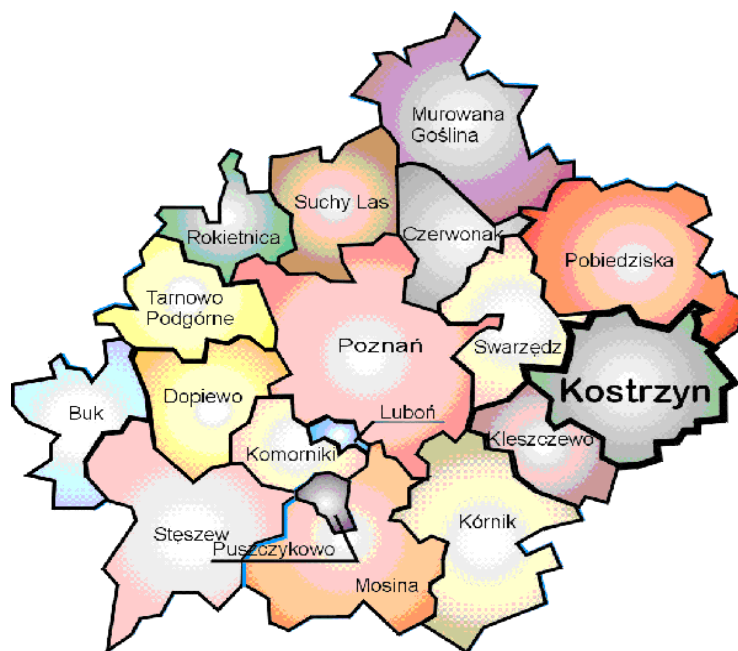 Murowana
Goślina
Suchy Las
Rokietnica
Czerwonak
Pobiedziska
Tarnowo
Podgórne
Poznań
Swarzędz
Kostrzyn
Dopiewo
Buk
Luboń
Komorniki
Kleszczewo
Stęszew
Puszczykowo
Kórnik
Mosina